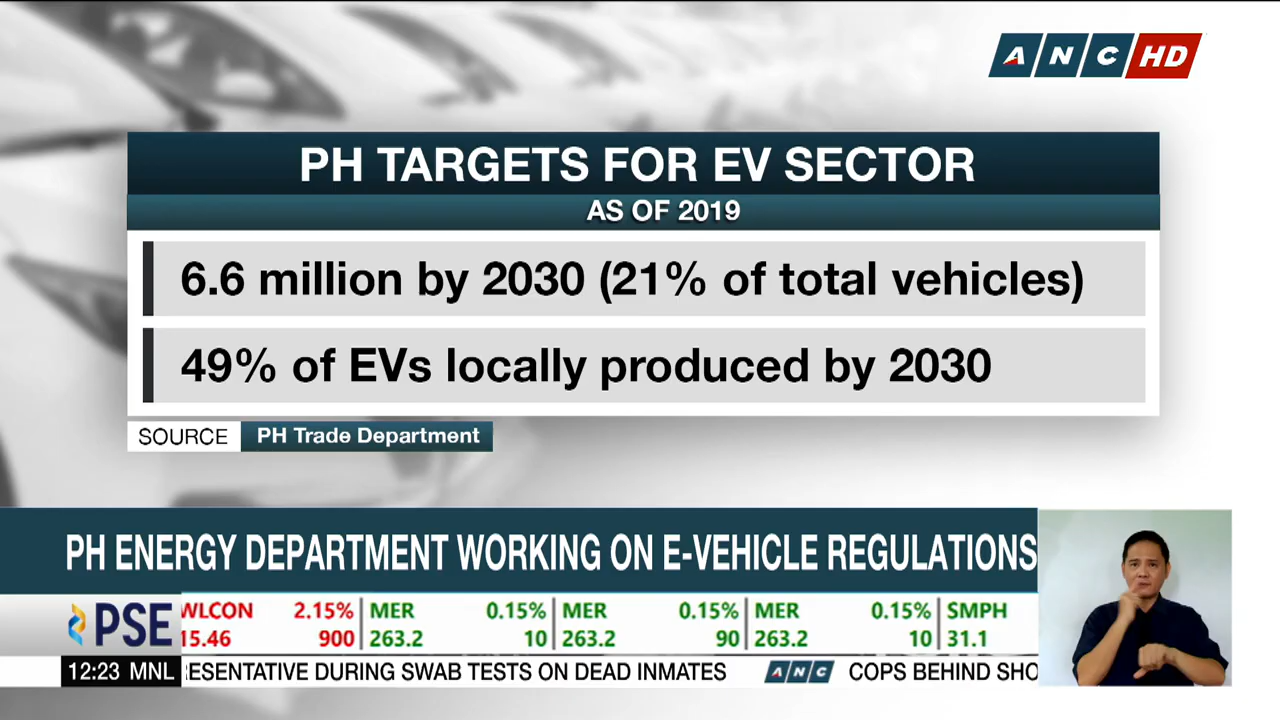 ANC HD
PH TARGETS FOR EV SECTOR
AS OF 2019
6.6 million by 2030 (21% of total vehicles)
49% of EVs locally produced by 2030
SOURCE PH Trade Department
PH ENERGY DEPARTMENT WORKING ON E-VEHICLE REGULATIONS
PSE
WLCON 2.15% MER 0.15% MER 0.15% MER 0.15% SMPH
15.46 900 263.2 10 263.2 90 263.2 10 31.1
12:23 MNL RESENTATIVE DURING SWAB TESTS ON DEAD INMATES ANC COPS BEHIND SHO